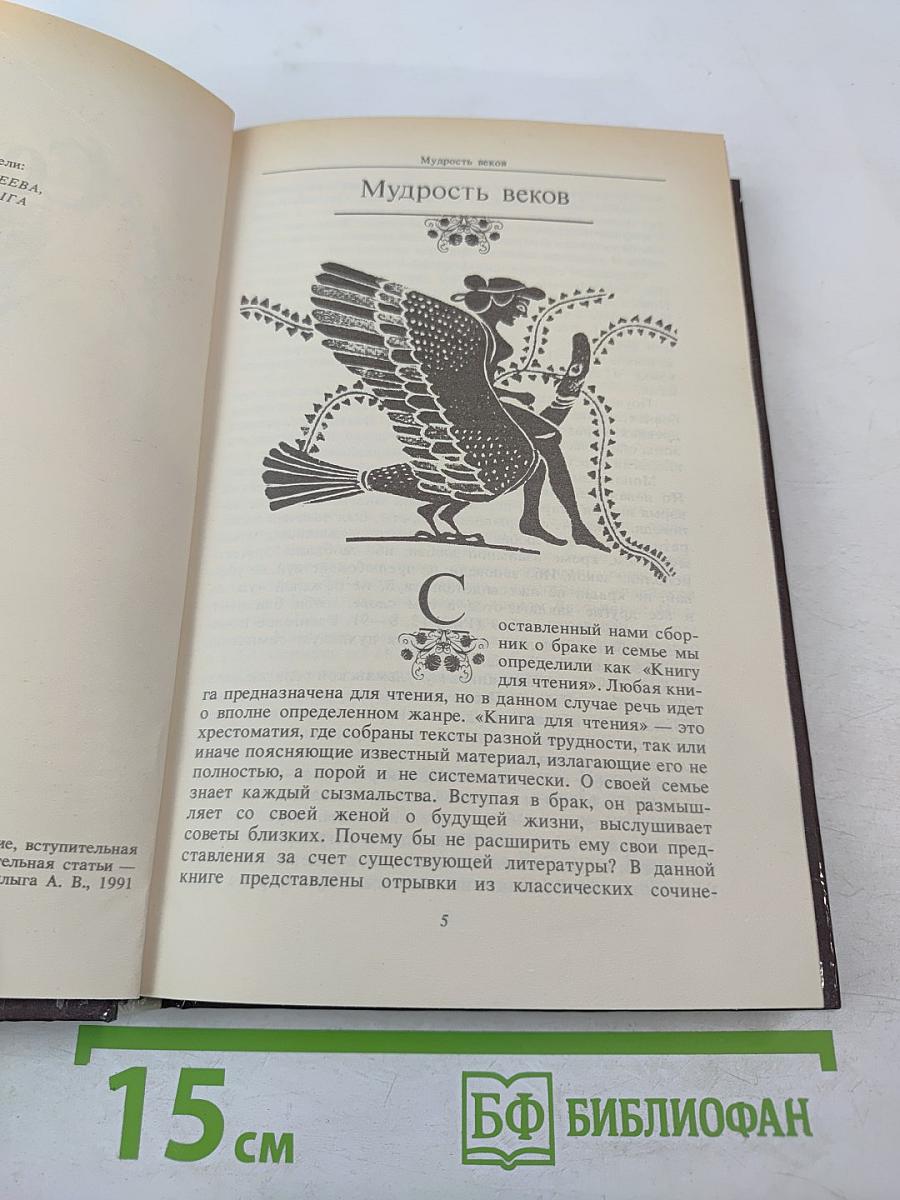 ели:
ЕЕВА,
ЫГА
ие, вступительная
тельная статьи —
лыга А. В., 1991
Мудрость веков
Мудрость веков
Составленный нами сбор-
ник о браке и семье мы
определили как «Книгу
для чтения». Любая кни-
га предназначена для чтения, но в данном случае речь идет
о вполне определенном жанре. «Книга для чтения» — это
хрестоматия, где собраны тексты разной трудности, так или
иначе поясняющие известный материал, излагающие его не
полностью, а порой и не систематически. О своей семье
знает каждый сызмальства. Вступая в брак, он размыш-
ляет со своей женой о будущей жизни, выслушивает
советы близких. Почему бы не расширить ему свои пред-
ставления за счет существующей литературы? В данной
книге представлены отрывки из классических сочине-
5
15 см
БФ БИБЛИОФАН